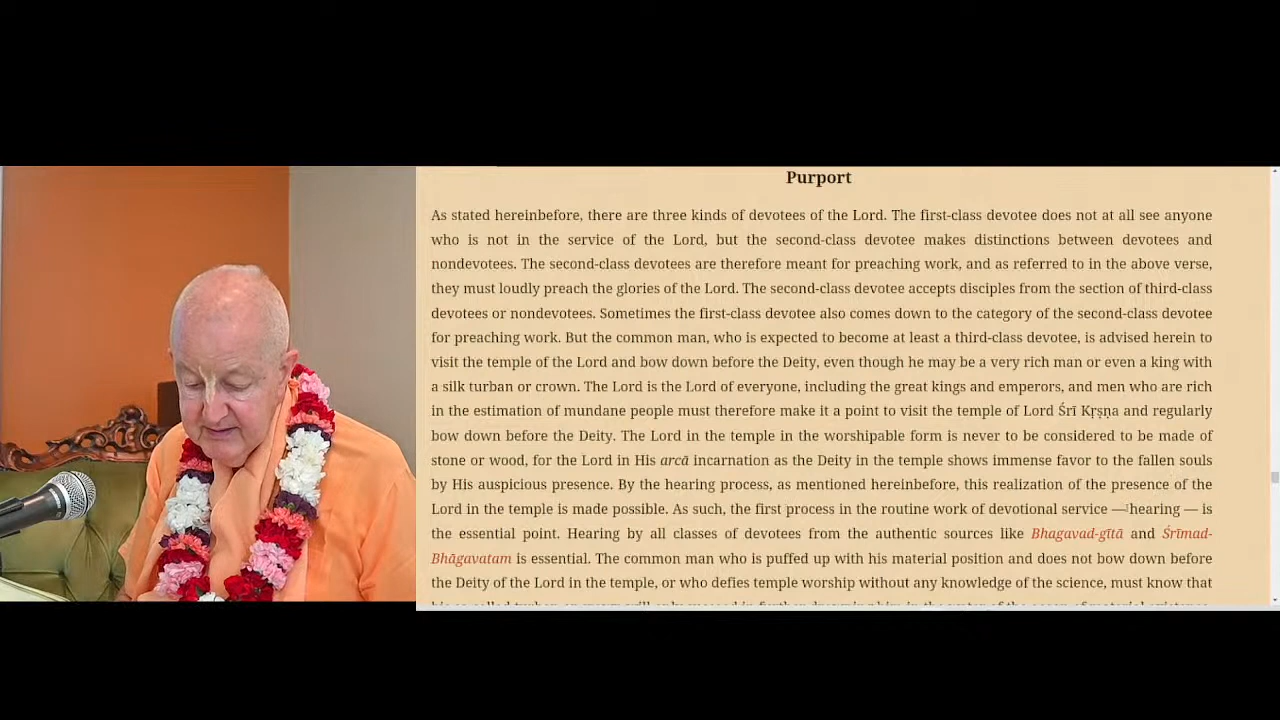 Purport
As stated hereinbefore, there are three kinds of devotees of the Lord. The first-class devotee does not at all see anyone
who is not in the service of the Lord, but the second-class devotee makes distinctions between devotees and
nondevotees. The second-class devotees are therefore meant for preaching work, and as referred to in the above verse,
they must loudly preach the glories of the Lord. The second-class devotee accepts disciples from the section of third-class
devotees or nondevotees. Sometimes the first-class devotee also comes down to the category of the second-class devotee
for preaching work. But the common man, who is expected to become at least a third-class devotee, is advised herein to
visit the temple of the Lord and bow down before the Deity, even though he may be a very rich man or even a king with
a silk turban or crown. The Lord is the Lord of everyone, including the great kings and emperors, and men who are rich
in the estimation of mundane people must therefore make it a point to visit the temple of Lord Śrī Kṛṣṇa and regularly
bow down before the Deity. The Lord in the temple in the worshipable form is never to be considered to be made of
stone or wood, for the Lord in His arcā incarnation as the Deity in the temple shows immense favor to the fallen souls
by His auspicious presence. By the hearing process, as mentioned hereinbefore, this realization of the presence of the
Lord in the temple is made possible. As such, the first process in the routine work of devotional service — hearing — is
the essential point. Hearing by all classes of devotees from the authentic sources like Bhagavad-gītā and Śrīmad-
Bhāgavatam is essential. The common man who is puffed up with his material position and does not bow down before
the Deity of the Lord in the temple, or who defies temple worship without any knowledge of the science, must know that